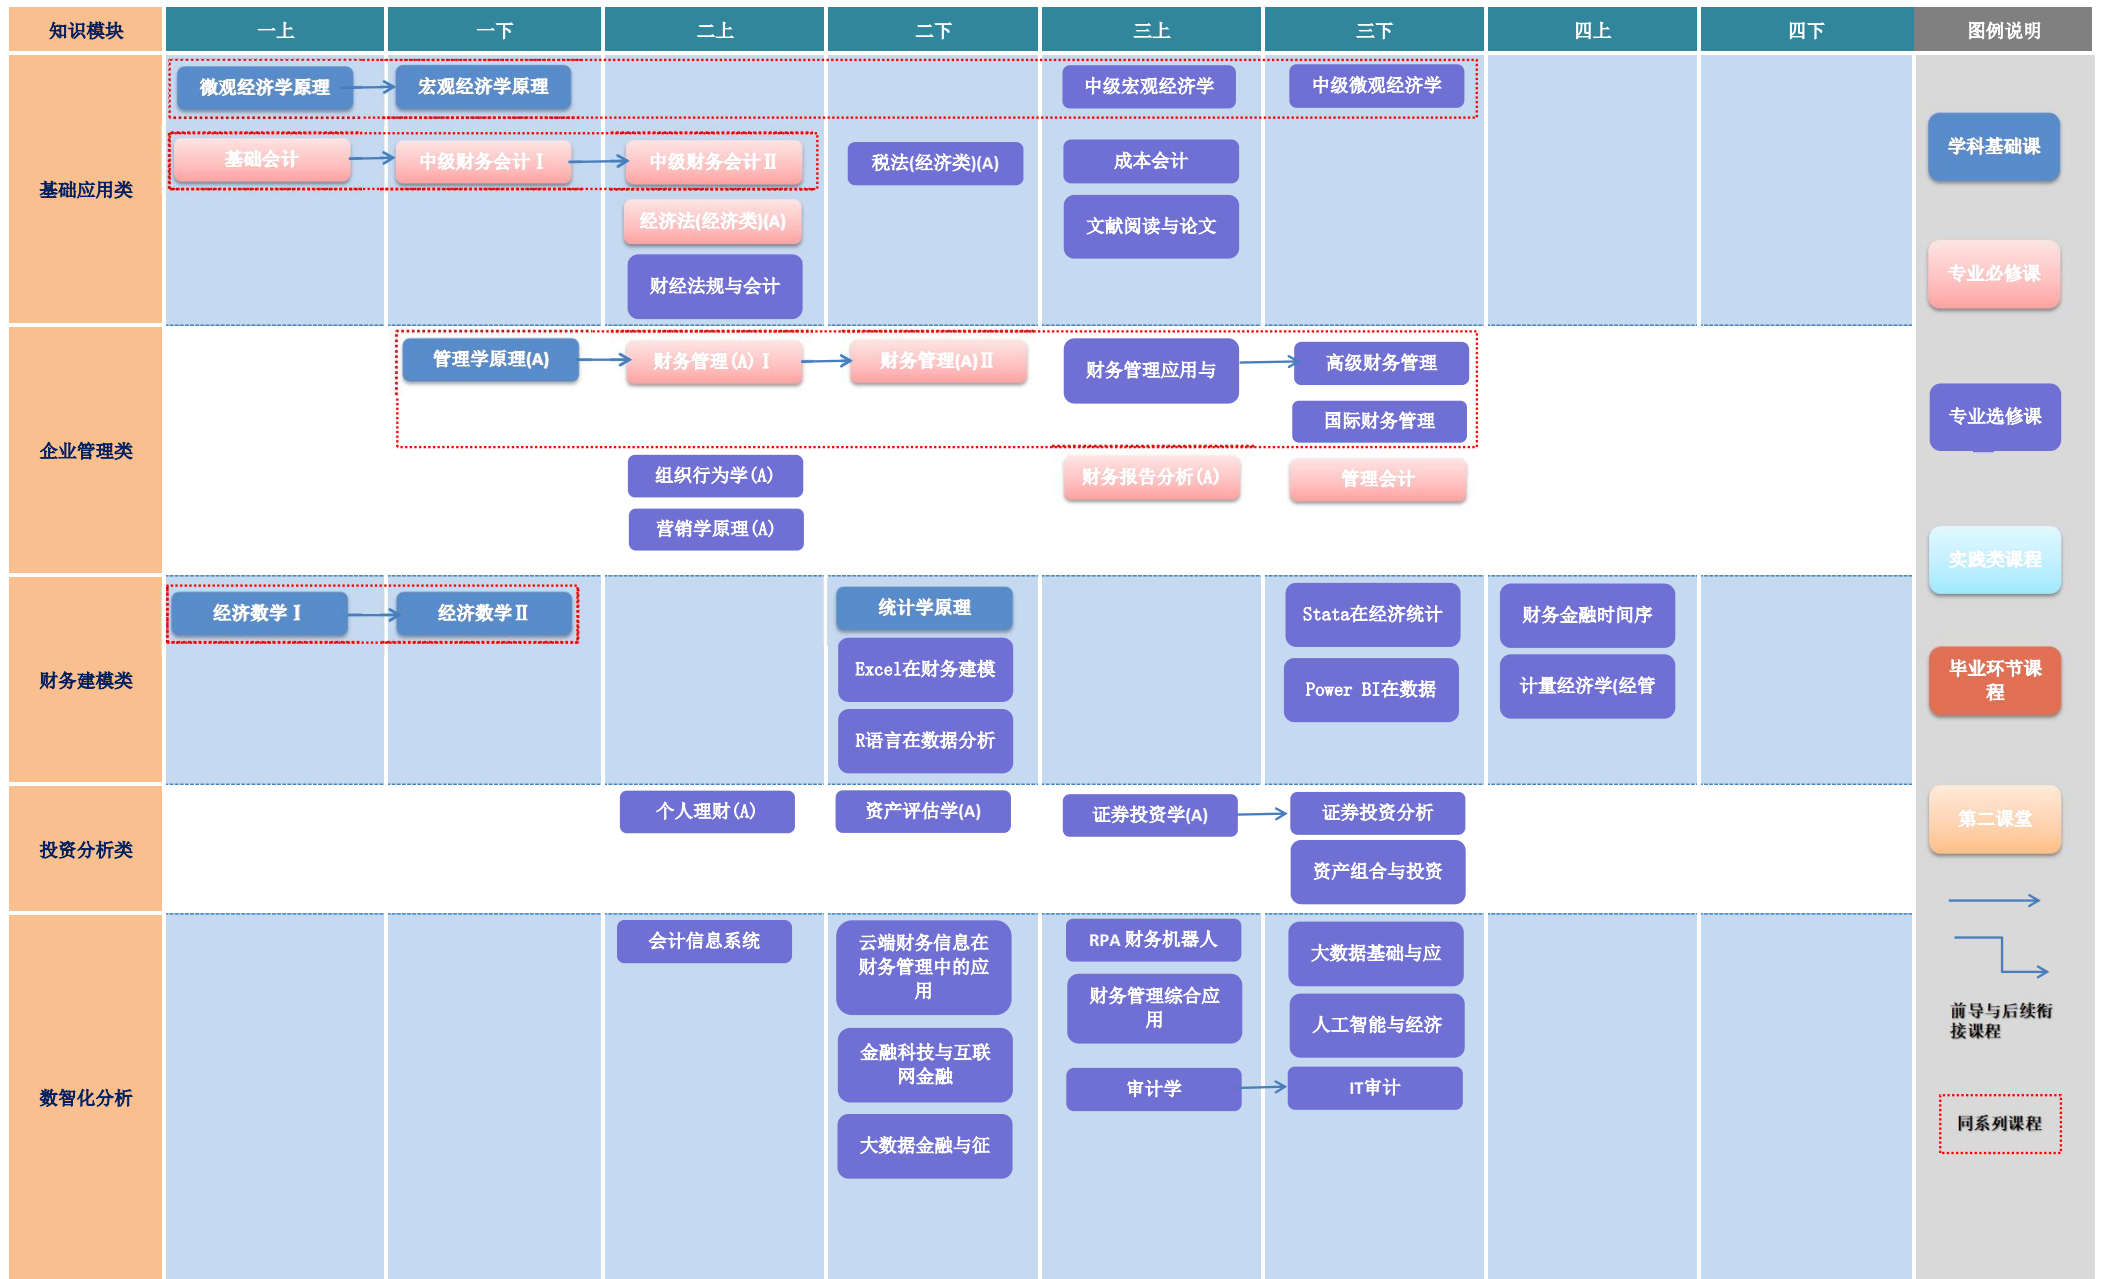 知识模块
一上
一下
二上
二下
三上
三下
四上
四下
图例说明
基础应用类
微观经济学原理
宏观经济学原理
中级宏观经济学
中级微观经济学
基础会计
中级财务会计Ⅰ
中级财务会计Ⅱ
税法(经济类)(A)
成本会计
经济法(经济类)(A)
文献阅读与论文
财经法规与会计
企业管理类
管理学原理(A)
财务管理(A)Ⅰ
财务管理(A)Ⅱ
财务管理应用与
高级财务管理
国际财务管理
组织行为学(A)
财务报告分析(A)
管理会计
营销学原理(A)
财务建模类
经济数学Ⅰ
经济数学Ⅱ
统计学原理
Stata在经济统计
财务金融时间序
Excel在财务建模
Power BI在数据
计量经济学(经管
R语言在数据分析
投资分析类
个人理财(A)
资产评估学(A)
证券投资学(A)
证券投资分析
资产组合与投资
数智化分析
会计信息系统
云端财务信息在
财务管理中的应
用
RPA 财务机器人
大数据基础与应
财务管理综合应
用
人工智能与经济
金融科技与互联
网金融
审计学
IT审计
大数据金融与征
学科基础课
专业必修课
专业选修课
实践类课程
毕业环节课
程
第二课堂
前导与后续衔
接课程
同系列课程